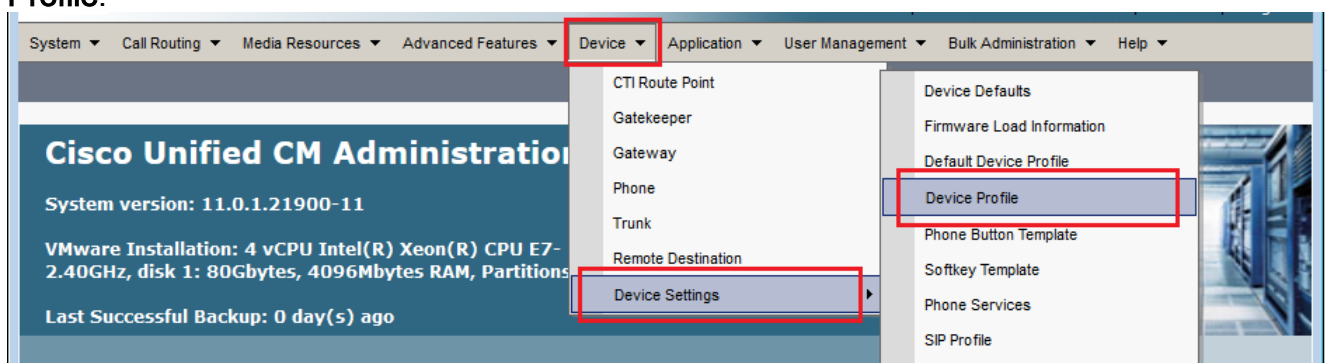 Profile.
System Call Routing Media Resources Advanced Features Device Application User Management Bulk Administration Help
CTI Route Point
Gatekeeper
Gateway
Phone
Trunk
Remote Destination
Device Settings
Device Defaults
Firmware Load Information
Default Device Profile
Device Profile
Phone Button Template
Softkey Template
Phone Services
SIP Profile
Cisco Unified CM Administration
System version: 11.0.1.21900-11
VMware Installation: 4 vCPU Intel(R) Xeon(R) CPU E7-
2.40GHz, disk 1: 80Gbytes, 4096Mbytes RAM, Partitions
Last Successful Backup: 0 day(s) ago